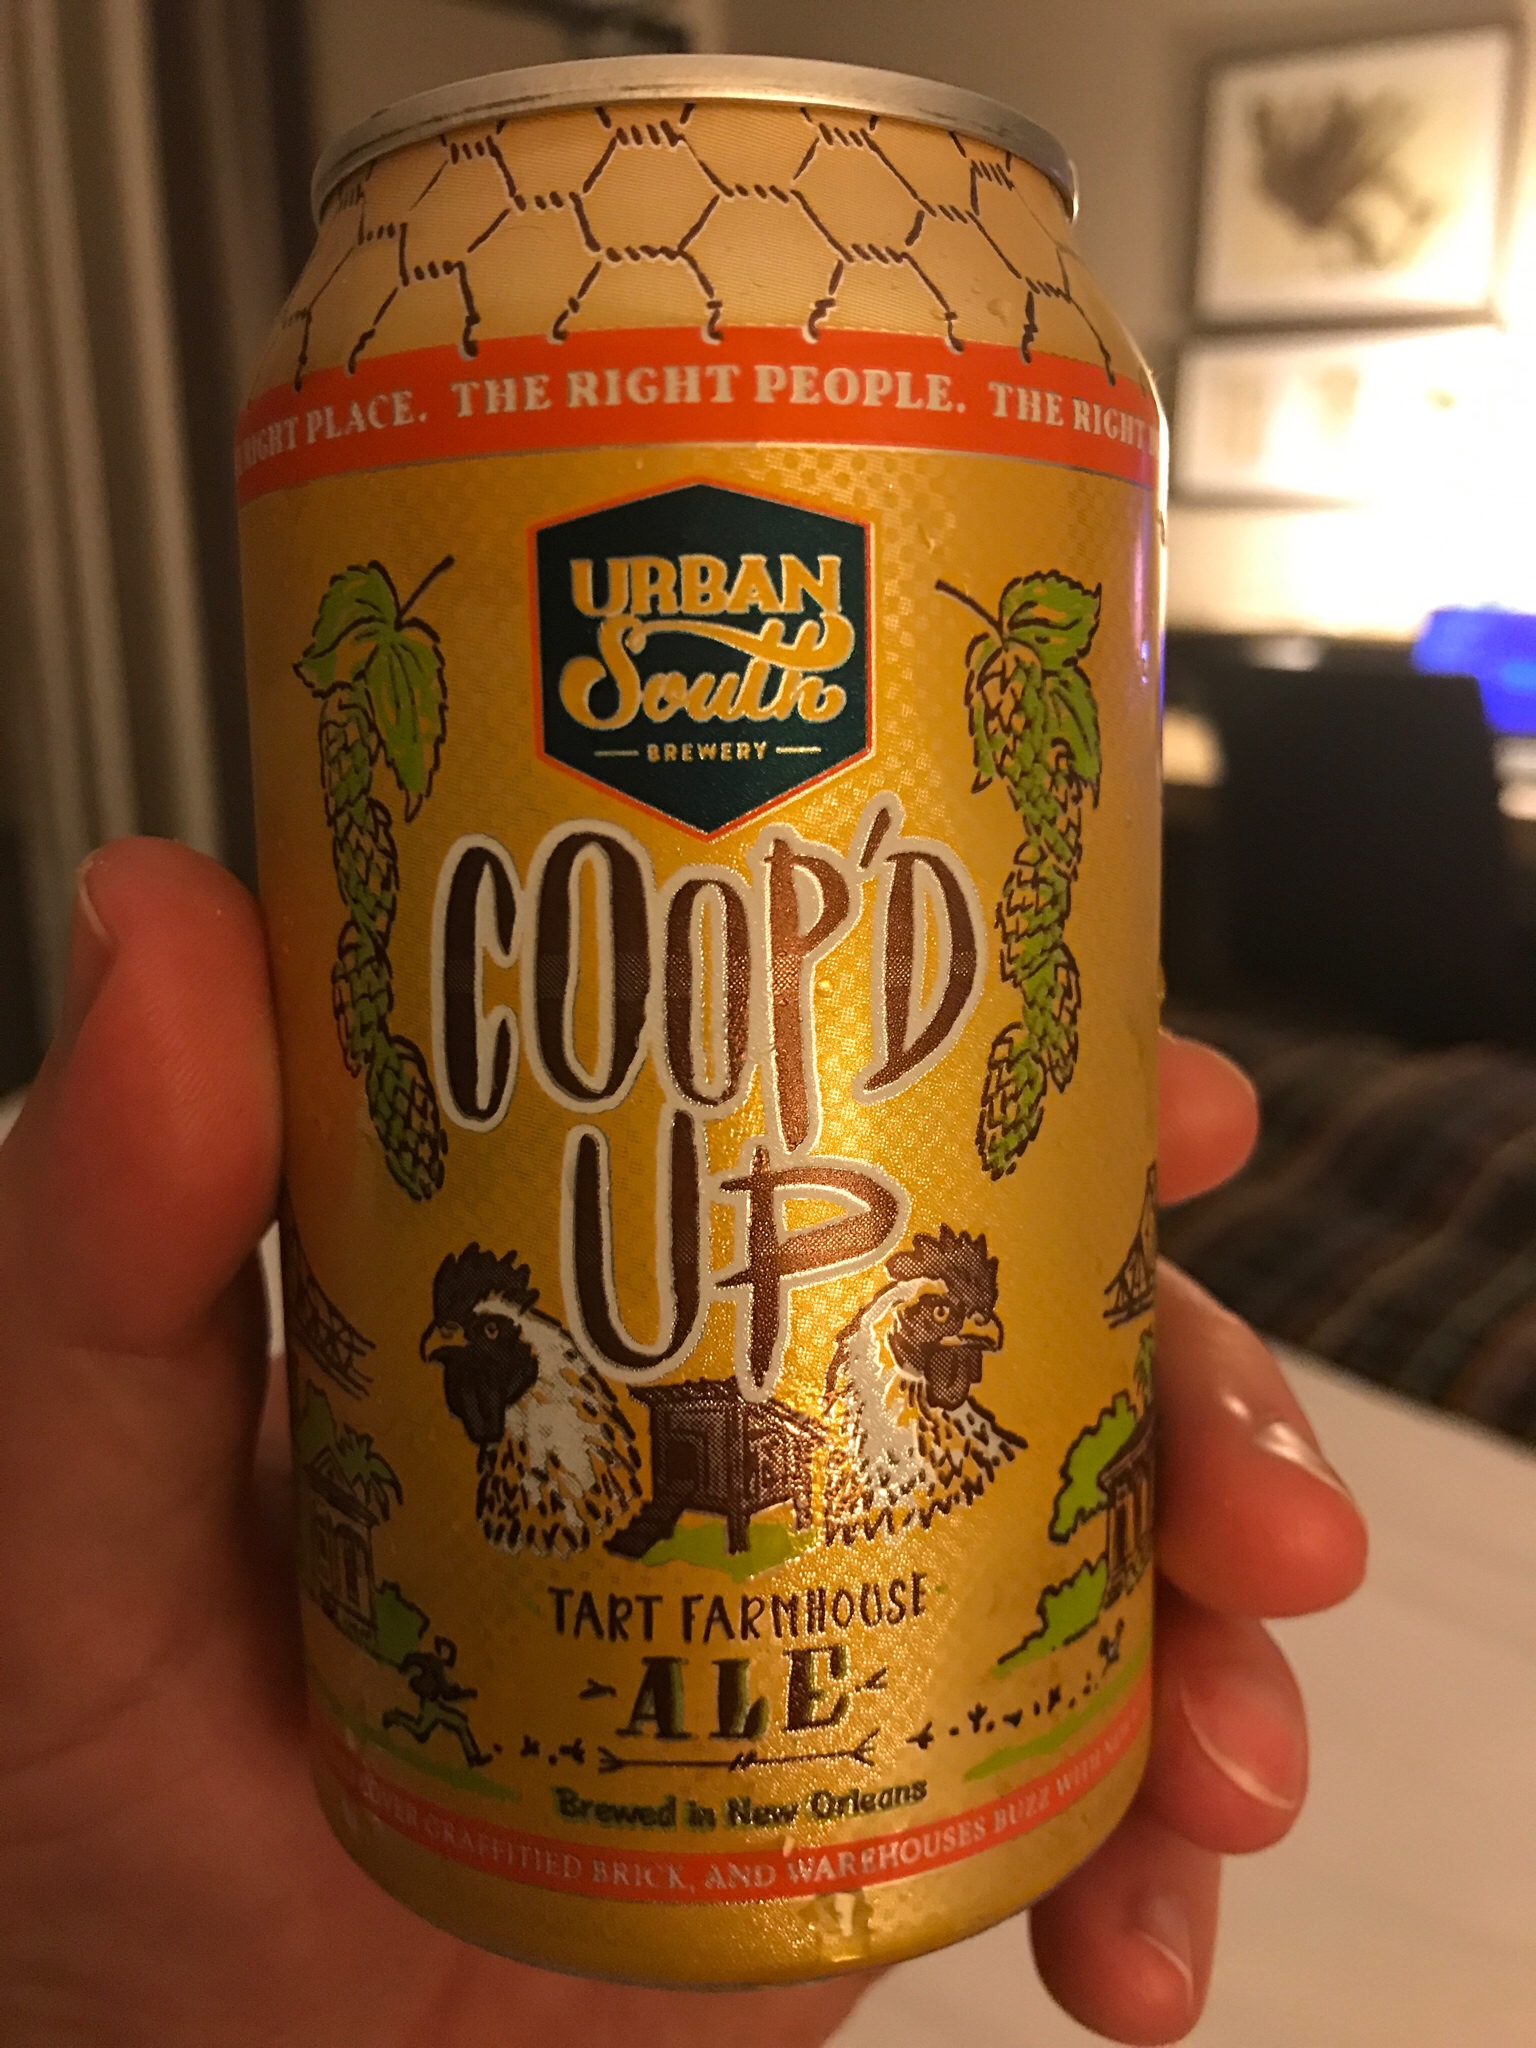 RIGHT PLACE. THE RIGHT PEOPLE. THE RIGHT
URBAN
South
BREWERY
COOP'D
UP
TART FARMHOUSE
ALE
Brewed in New Orleans
GRAFFITIED BRICK, AND WAREHOUSES BUZZ WITH